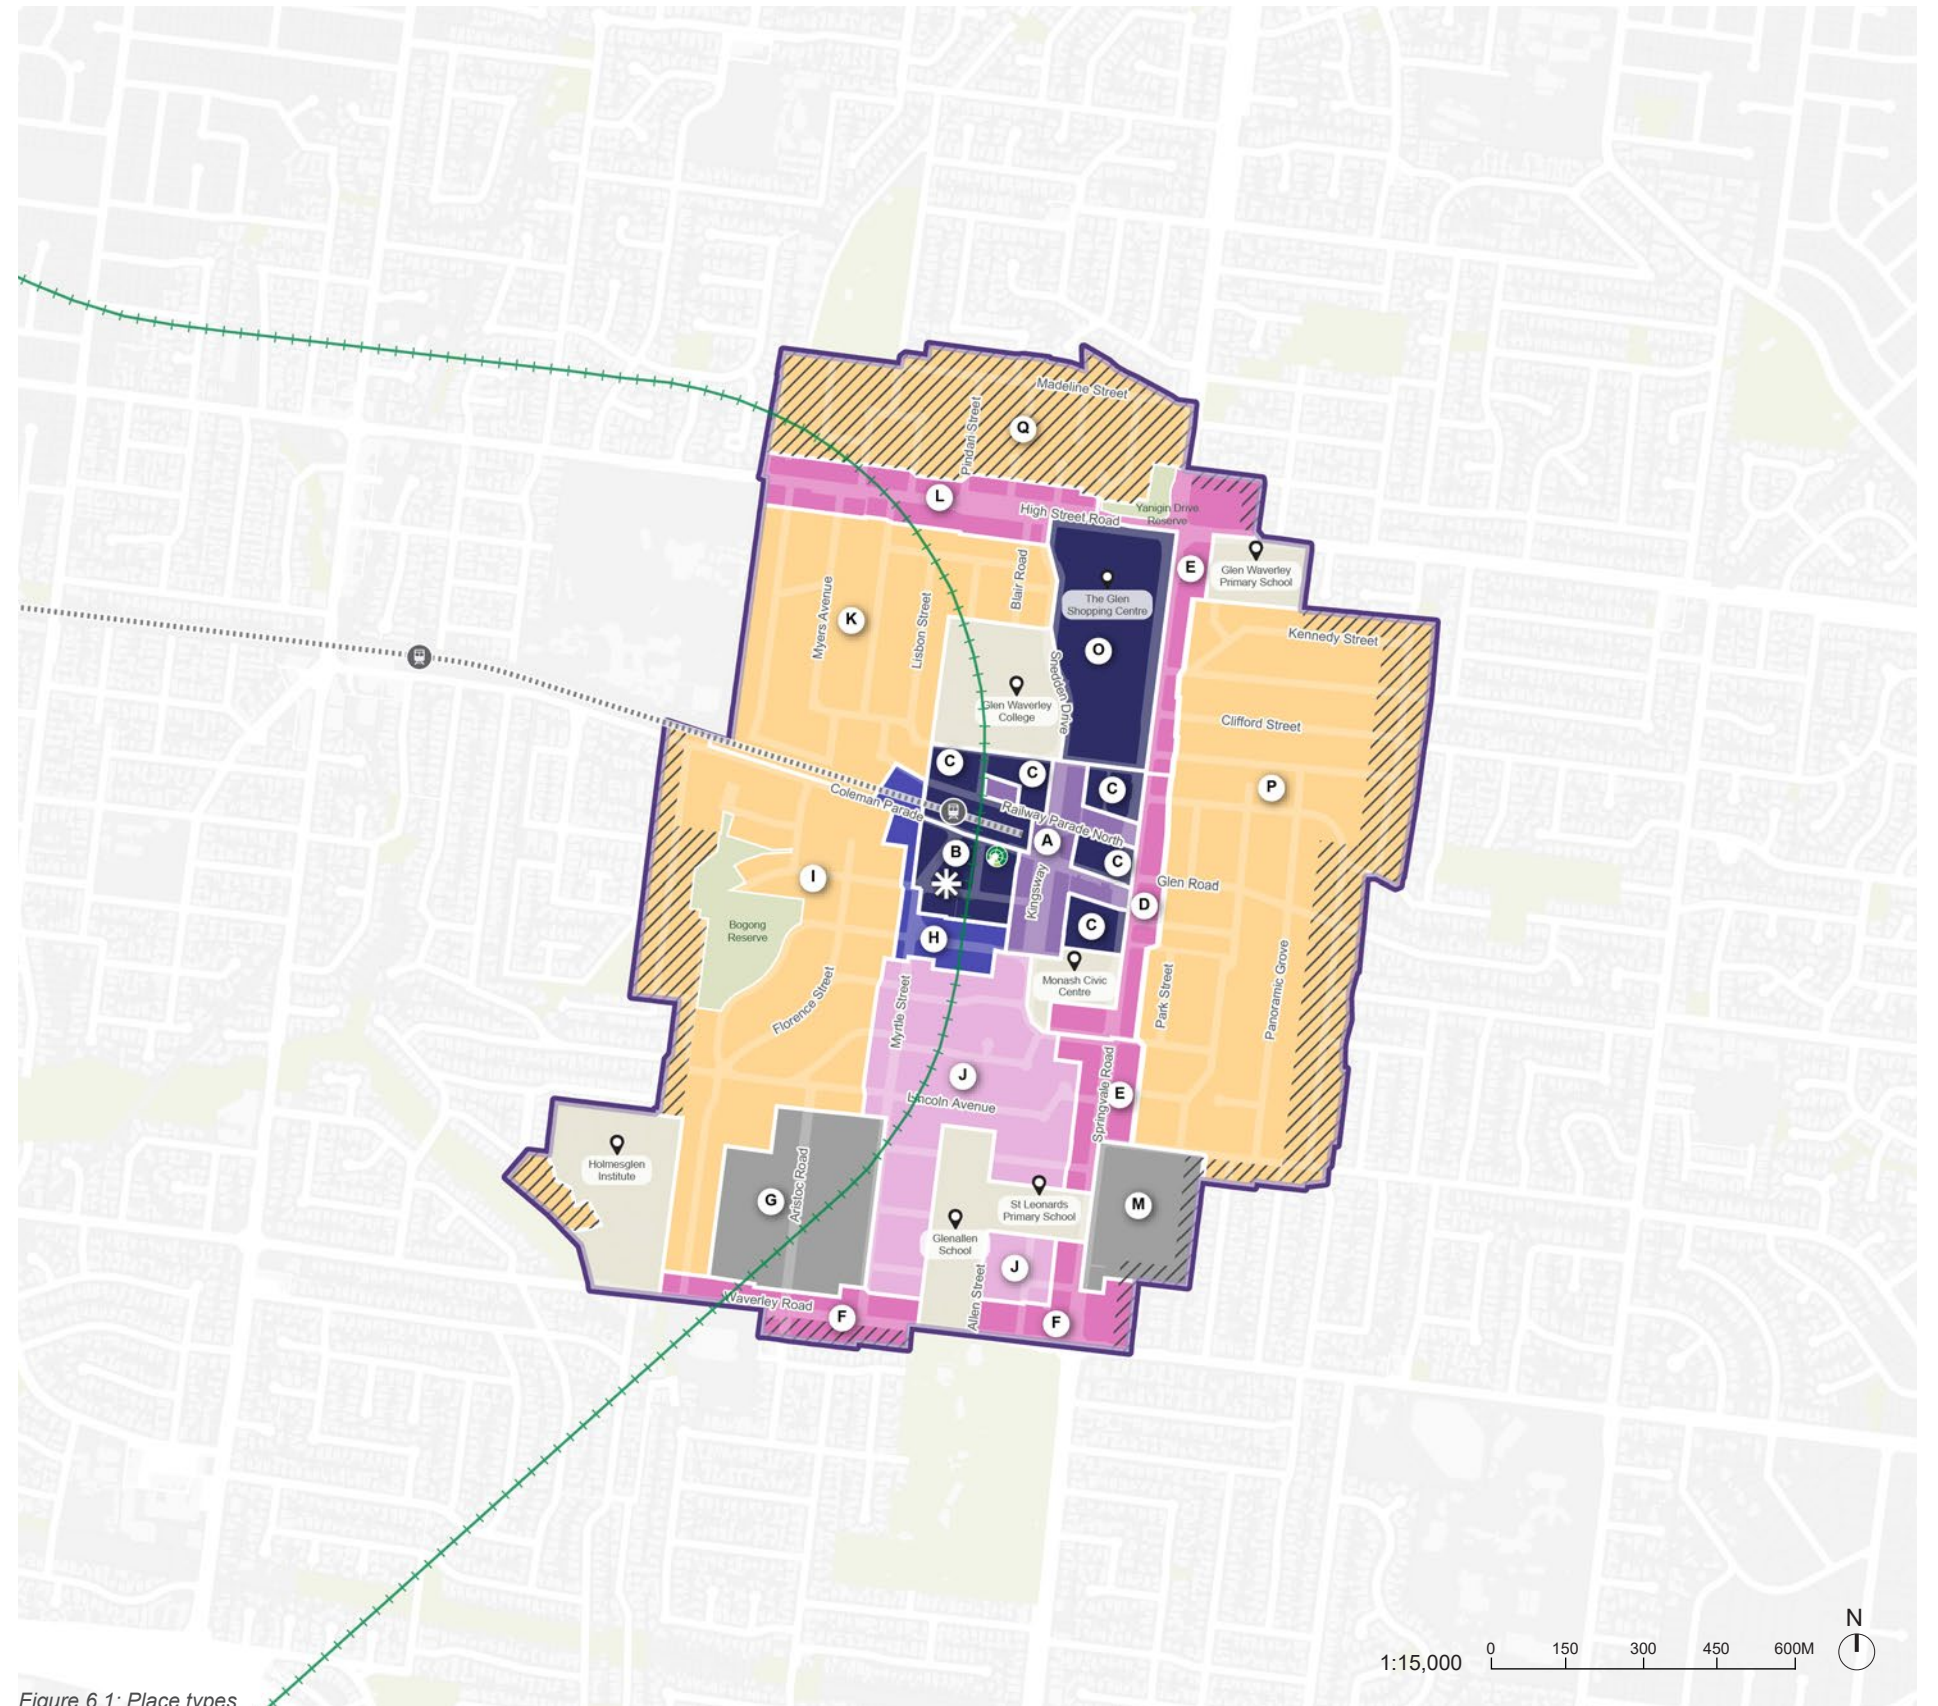 Madeline Street
Pindari Street
Q
L
High Street Road
Yanigin Drive
Reserve
E
Glen Waverley
Primary School
Blair Road
The Glen
Shopping Centre
Myers Avenue
K
Lisbon Street
O
Kennedy Street
Snedden Drive
Glen Waverley
College
Clifford Street
C
C
C
P
Coleman Parade
Railway Parade North
A
B
C
I
Kingsway
Glen Road
D
Bogong
Reserve
H
C
Monash Civic
Centre
Florence Street
Myrtle Street
Park Street
Panoramic Grove
J
Lincoln Avenue
Springvale Road
E
Holmesglen
Institute
G
Aristoc Road
St Leonards
Primary School
M
Glenallen
School
J
Allen Street
Waverley Road
F
F
N
1:15,000
0 150 300 450 600M
Figure 6.1: Place types